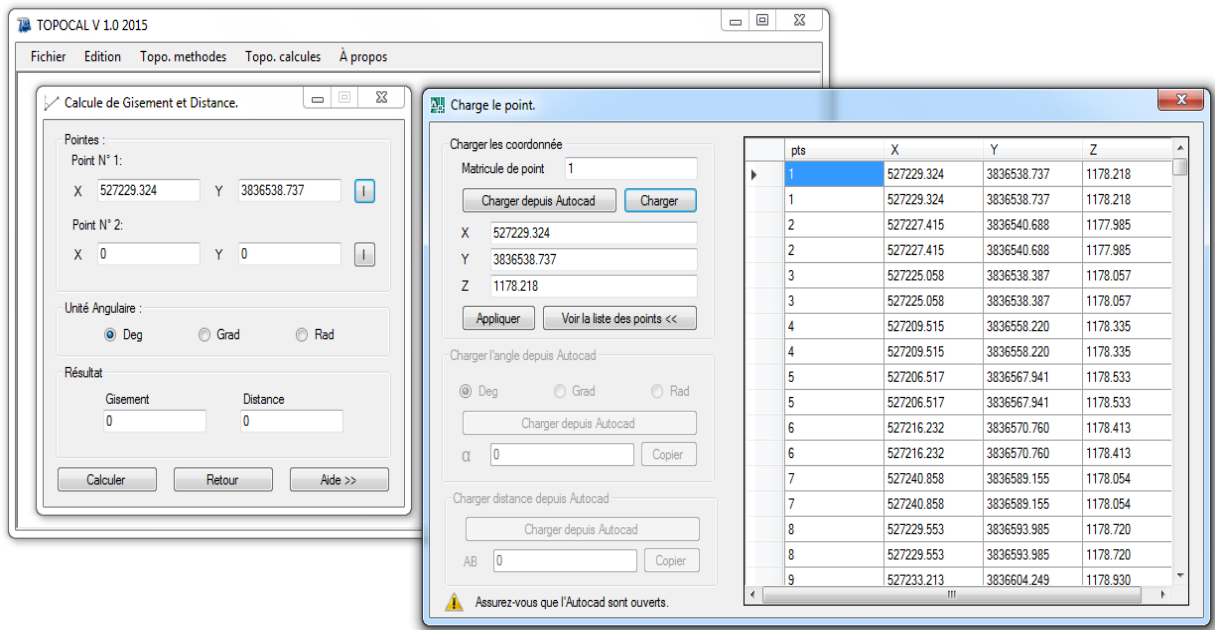 TOPOCAL V 1.0 2015
Fichier Edition Topo. methodes Topo. calcules À propos
Calcule de Gisement et Distance.
Pointes :
Point N° 1:
X 527229.324 Y 3836538.737 I
Point N° 2:
X 0 Y 0 I
Unité Angulaire :
Deg Grad Rad
Résultat
Gisement Distance
0 0
Calculer Retour Aide >>
Charge le point.
Charger les coordonnée
Matricule de point 1
Charger depuis Autocad Charger
X 527229.324
Y 3836538.737
Z 1178.218
Appliquer Voir la liste des points <<
Charger l'angle depuis Autocad
Deg Grad Rad
Charger depuis Autocad
α 0 Copier
Charger distance depuis Autocad
Charger depuis Autocad
AB 0 Copier
Assurez-vous que l'Autocad sont ouverts.
pts X Y Z
1 527229.324 3836538.737 1178.218
1 527229.324 3836538.737 1178.218
2 527227.415 3836540.688 1177.985
2 527227.415 3836540.688 1177.985
3 527225.058 3836538.387 1178.057
3 527225.058 3836538.387 1178.057
4 527209.515 3836558.220 1178.335
4 527209.515 3836558.220 1178.335
5 527206.517 3836567.941 1178.533
5 527206.517 3836567.941 1178.533
6 527216.232 3836570.760 1178.413
6 527216.232 3836570.760 1178.413
7 527240.858 3836589.155 1178.054
7 527240.858 3836589.155 1178.054
8 527229.553 3836593.985 1178.720
8 527229.553 3836593.985 1178.720
9 527233.213 3836604.249 1178.930